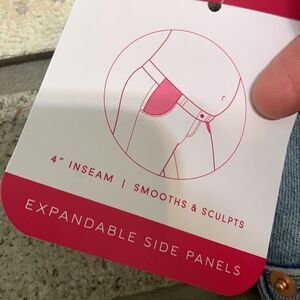 4" INSEAM | SMOOTHS & SCULPTS
EXPANDABLE SIDE PANELS